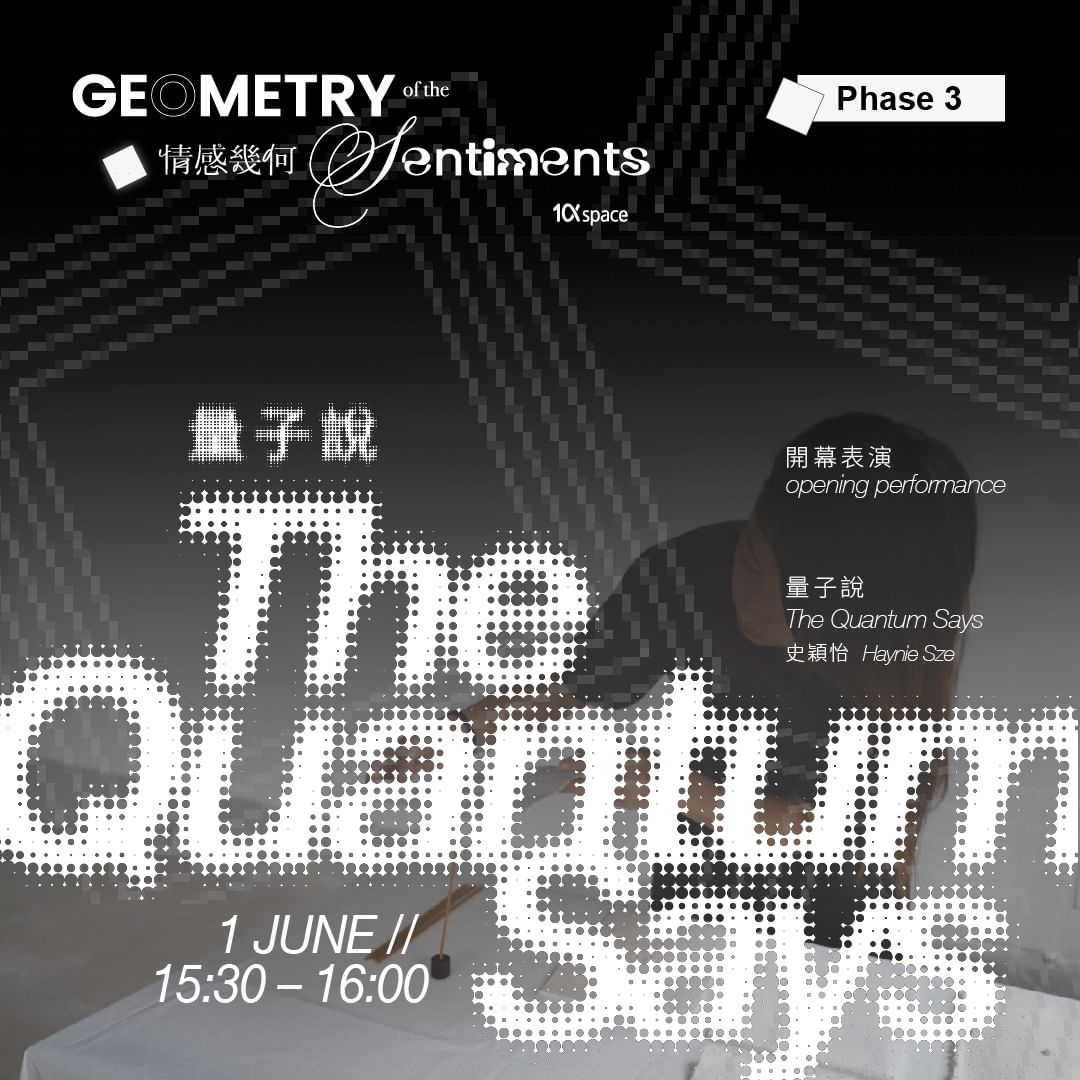 GEOMETRY of the
情感幾何 Sentiments
1αspace
Phase 3
量子說
The
Quantum
Says
開幕表演
opening performance
量子說
The Quantum Says
史穎怡 Haynie Sze
1 JUNE //
15:30 – 16:00